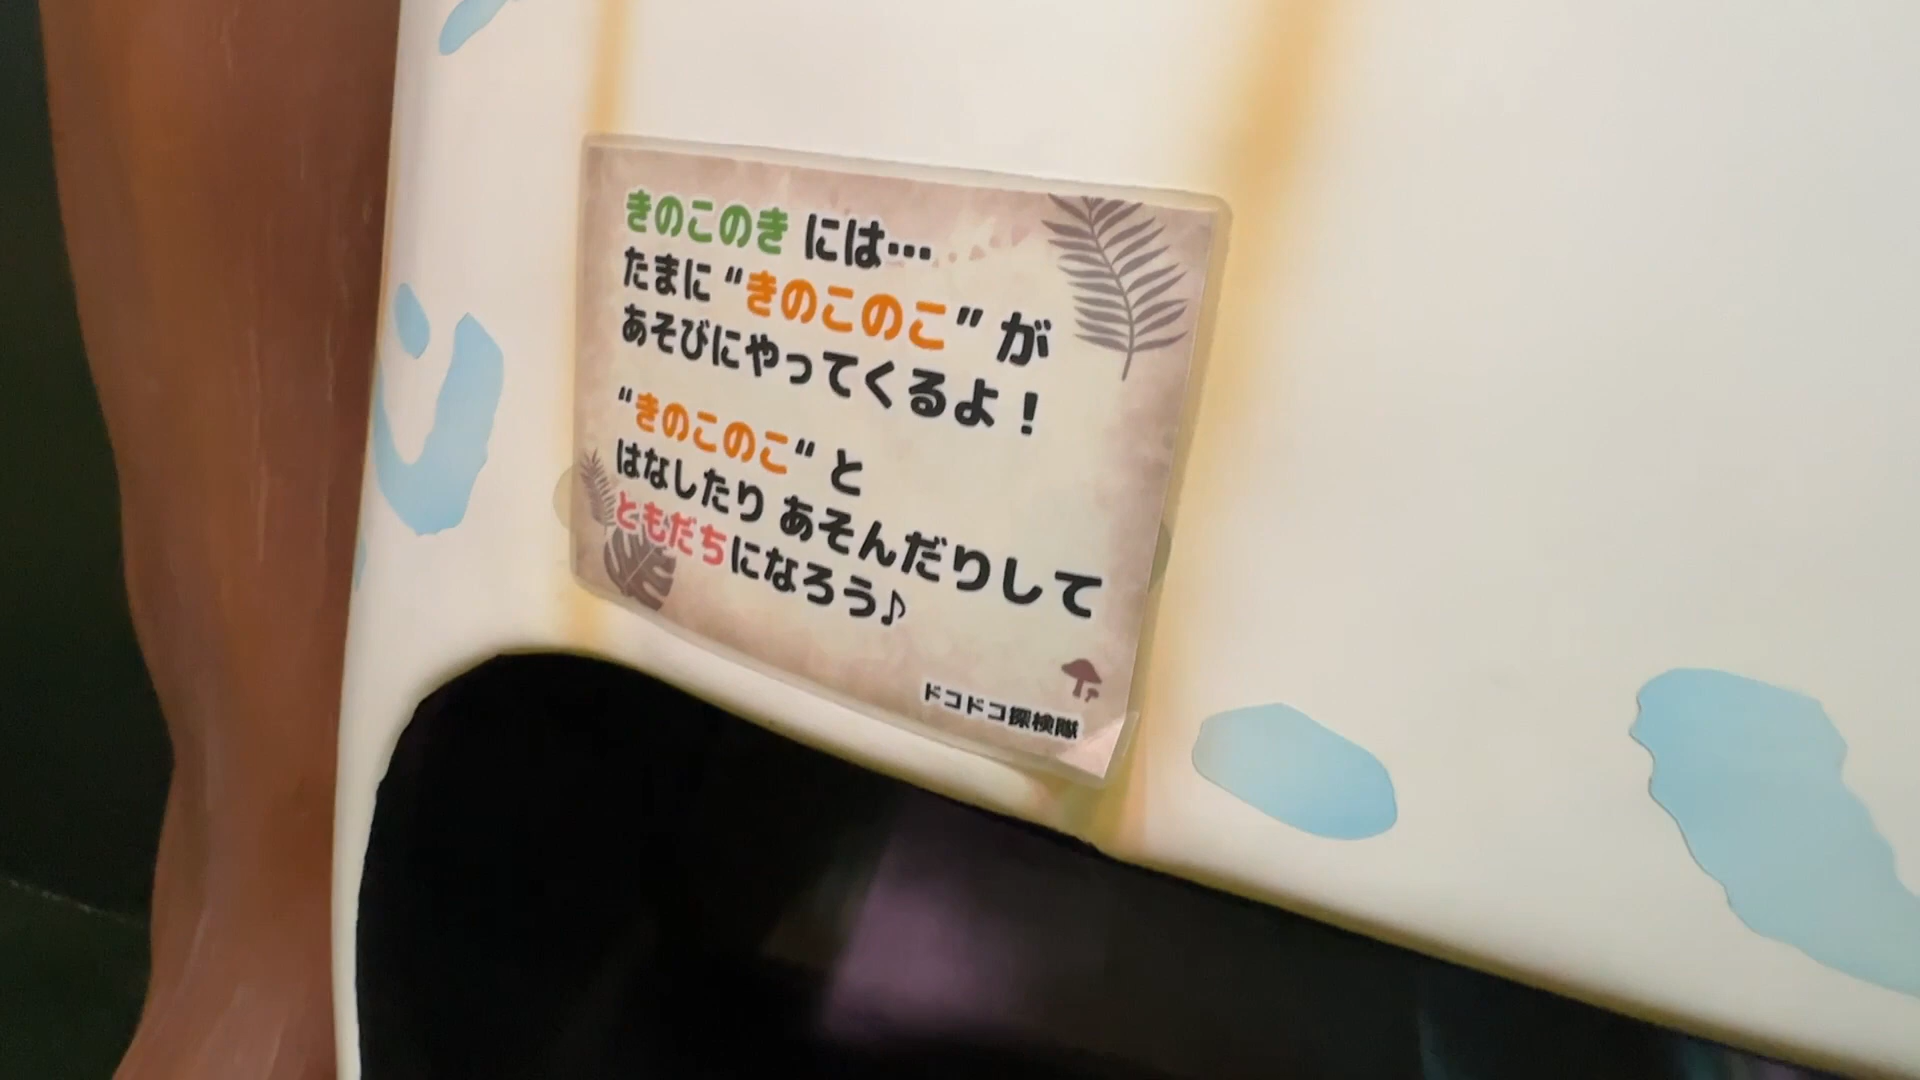 きのこのき には…
たまに“きのこのこ”が
あそびにやってくるよ！
“きのこのこ“と
はなしたり あそんだりして
ともだちになろう♪
ドコドコ探検隊